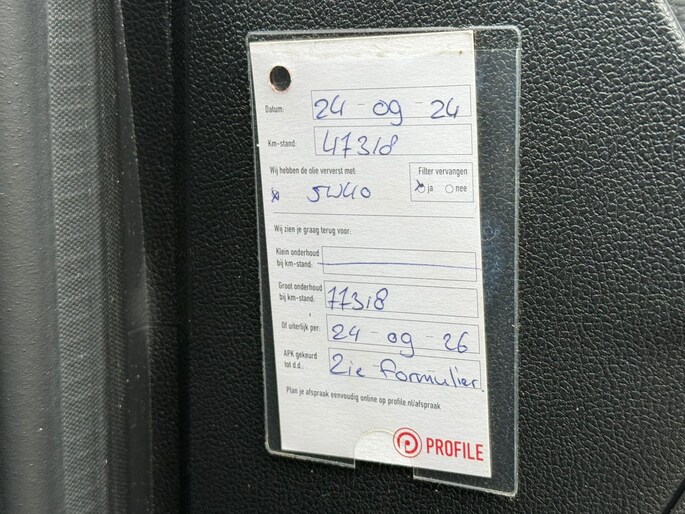 Datum: 24-09-24
Km-stand: 47318
Wij hebben de olie ververst met:
5W40
Filter vervangen
ja nee
Wij zien je graag terug voor:
Klein onderhoud
bij km-stand:
Groot onderhoud
bij km-stand: 77318
Of uiterlijk per: 24-09-26
APK gekeurd
tot d.d.: Zie formulier.
Plan je afspraak eenvoudig online op profile.nl/afspraak
PROFILE